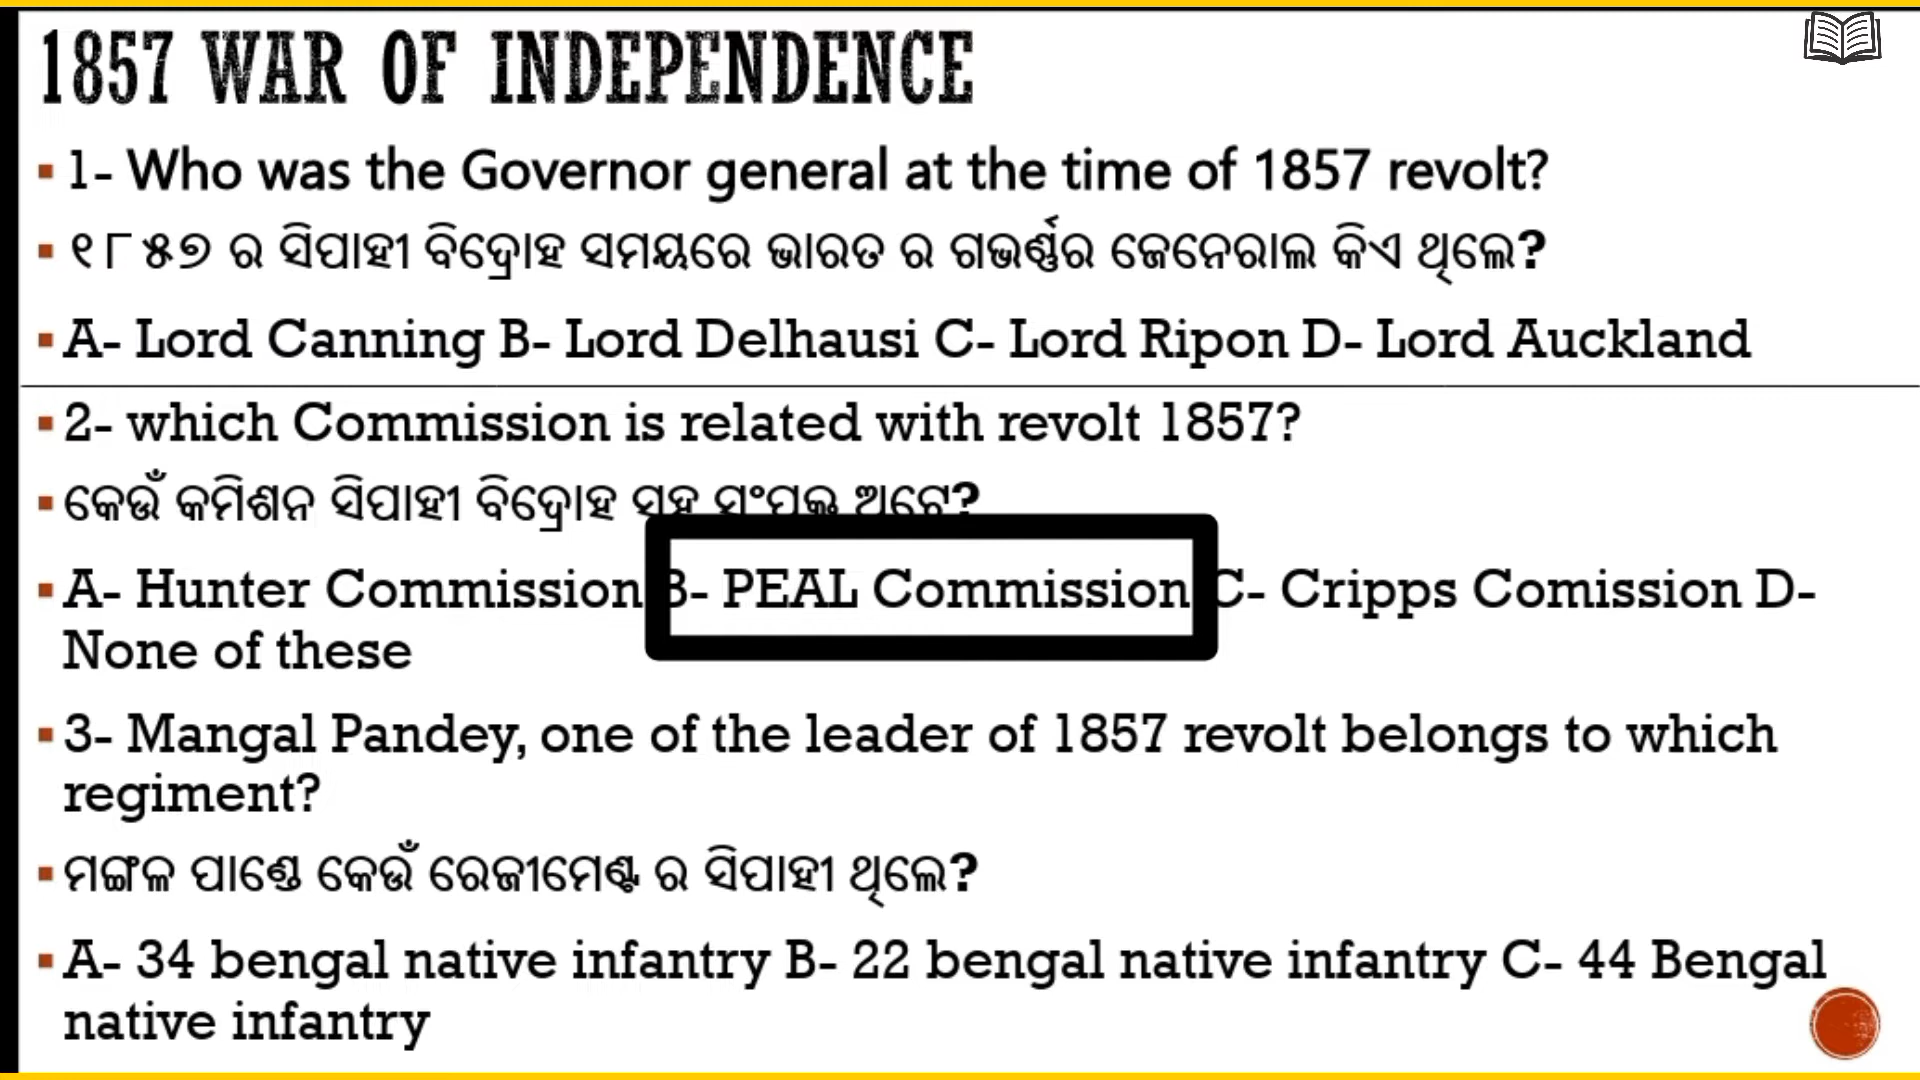 1857 WAR OF INDEPENDENCE
1- Who was the Governor general at the time of 1857 revolt?
୧୮୫୭ ର ସିପାହୀ ବିଦ୍ରୋହ ସମୟରେ ଭାରତ ର ଗଭର୍ଣ୍ଣର ଜେନେରାଲ କିଏ ଥିଲେ?
A- Lord Canning B- Lord Delhausi C- Lord Ripon D- Lord Auckland
2- which Commission is related with revolt 1857?
କେଉଁ କମିଶନ ସିପାହୀ ବିଦ୍ରୋହ ସହ ସଂପୃକ୍ତ ଅଟେ?
A- Hunter Commission B- PEAL Commission C- Cripps Comission D-
None of these
3- Mangal Pandey, one of the leader of 1857 revolt belongs to which
regiment?
ମଙ୍ଗଳ ପାଣ୍ଡେ କେଉଁ ରେଜୀମେଣ୍ଟ ର ସିପାହୀ ଥିଲେ?
A- 34 bengal native infantry B- 22 bengal native infantry C- 44 Bengal
native infantry